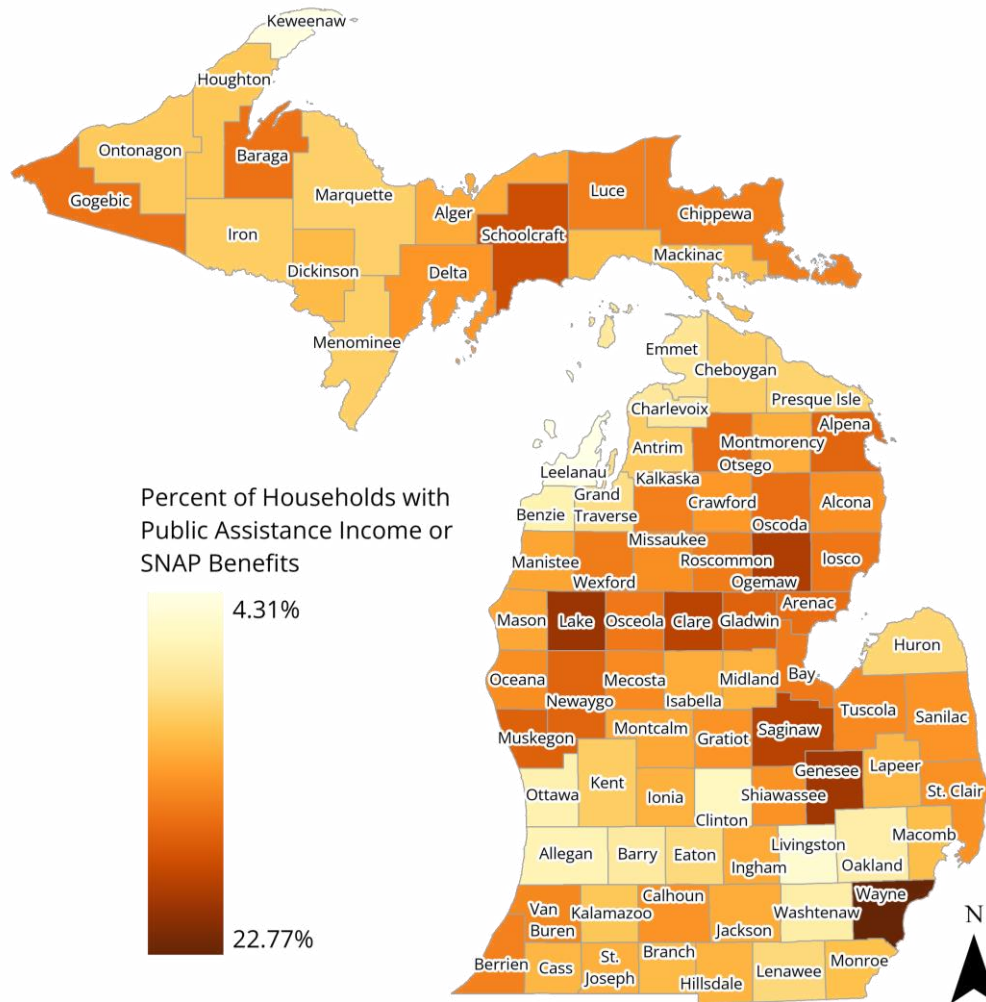 Keweenaw
Houghton
Ontonagon
Baraga
Gogebic
Marquette
Luce
Alger
Chippewa
Iron
Schoolcraft
Mackinac
Dickinson
Delta
Menominee
Emmet
Cheboygan
Presque Isle
Charlevoix
Alpena
Antrim
Montmorency
Otsego
Leelanau
Kalkaska
Grand
Traverse
Benzie
Crawford
Alcona
Oscoda
Missaukee
Manistee
Roscommon
Iosco
Wexford
Ogemaw
Arenac
Mason
Lake
Osceola
Clare
Gladwin
Huron
Oceana
Mecosta
Midland
Bay
Newaygo
Isabella
Tuscola
Sanilac
Muskegon
Montcalm
Gratiot
Saginaw
Genesee
Lapeer
Ottawa
Kent
Ionia
Clinton
Shiawassee
St. Clair
Allegan
Barry
Eaton
Ingham
Livingston
Oakland
Macomb
Van
Buren
Kalamazoo
Calhoun
Jackson
Washtenaw
Wayne
Berrien
Cass
St.
Joseph
Branch
Hillsdale
Lenawee
Monroe
Percent of Households with
Public Assistance Income or
SNAP Benefits
4.31%
22.77%
N